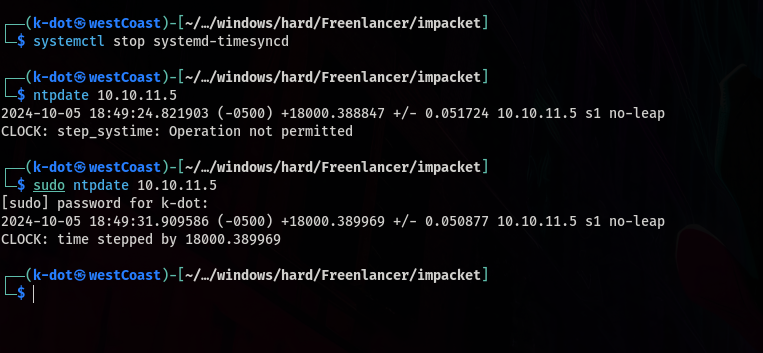 ┌──(k-dot㉿westCoast)-[~/…/windows/hard/Freenlancer/impacket]
└─$ systemctl stop systemd-timesyncd
┌──(k-dot㉿westCoast)-[~/…/windows/hard/Freenlancer/impacket]
└─$ ntpdate 10.10.11.5
2024-10-05 18:49:24.821903 (-0500) +18000.388847 +/- 0.051724 10.10.11.5 s1 no-leap
CLOCK: step_systime: Operation not permitted
┌──(k-dot㉿westCoast)-[~/…/windows/hard/Freenlancer/impacket]
└─$ sudo ntpdate 10.10.11.5
[sudo] password for k-dot:
2024-10-05 18:49:31.909586 (-0500) +18000.389969 +/- 0.050877 10.10.11.5 s1 no-leap
CLOCK: time stepped by 18000.389969
┌──(k-dot㉿westCoast)-[~/…/windows/hard/Freenlancer/impacket]
└─$